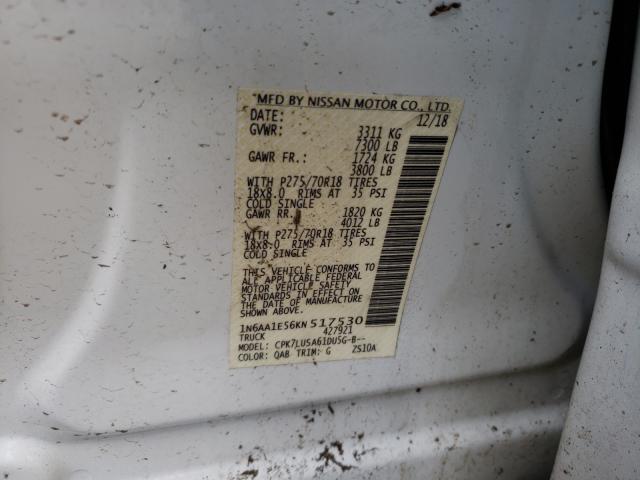 *MFD BY NISSAN MOTOR CO., LTD.
DATE: 12/18
GVWR: 3311 KG
7300 LB
GAWR FR.: 1724 KG
3800 LB
WITH P275/70R18 TIRES
18X8.0 RIMS AT 35 PSI
COLD SINGLE
GAWR RR. 1820 KG
4012 LB
WITH P275/70R18 TIRES
18X8.0 RIMS AT 35 PSI
COLD SINGLE
THIS VEHICLE CONFORMS TO
ALL APPLICABLE FEDERAL
MOTOR VEHICLE SAFETY
STANDARDS IN EFFECT ON
THE DATE OF MANUFACTURE
SHOWN ABOVE.
1N6AA1E56KN517530
TRUCK 427921
MODEL: CPK7LUSA61DU5G-B--
COLOR: QAB TRIM: G ZS10A